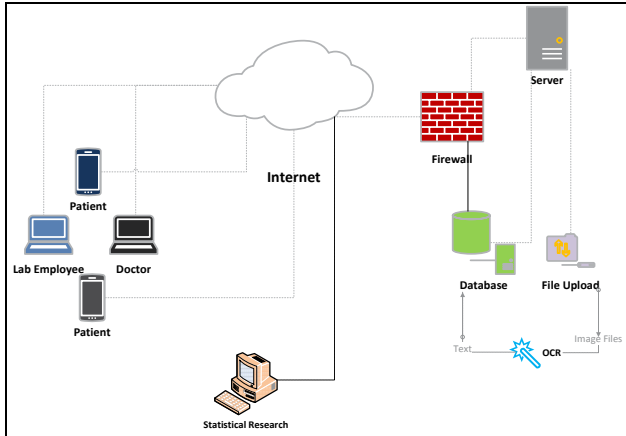 Server
Firewall
Internet
Patient
Lab Employee
Doctor
Database
File Upload
Patient
Text
OCR
Image Files
Statistical Research